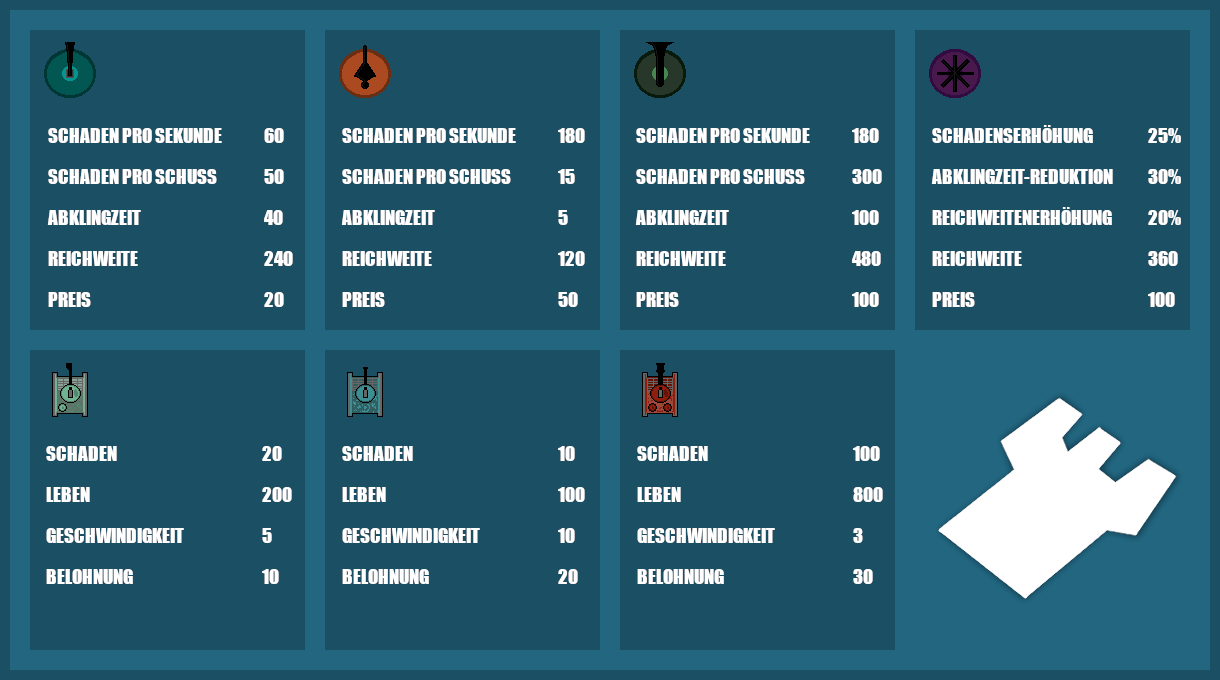 SCHADEN PRO SEKUNDE 60
SCHADEN PRO SCHUSS 50
ABKLINGZEIT 40
REICHWEITE 240
PREIS 20
SCHADEN PRO SEKUNDE 180
SCHADEN PRO SCHUSS 15
ABKLINGZEIT 5
REICHWEITE 120
PREIS 50
SCHADEN PRO SEKUNDE 180
SCHADEN PRO SCHUSS 300
ABKLINGZEIT 100
REICHWEITE 480
PREIS 100
SCHADENSERHÖHUNG 25%
ABKLINGZEIT-REDUKTION 30%
REICHWEITENERHÖHUNG 20%
REICHWEITE 360
PREIS 100
SCHADEN 20
LEBEN 200
GESCHWINDIGKEIT 5
BELOHNUNG 10
SCHADEN 10
LEBEN 100
GESCHWINDIGKEIT 10
BELOHNUNG 20
SCHADEN 100
LEBEN 800
GESCHWINDIGKEIT 3
BELOHNUNG 30